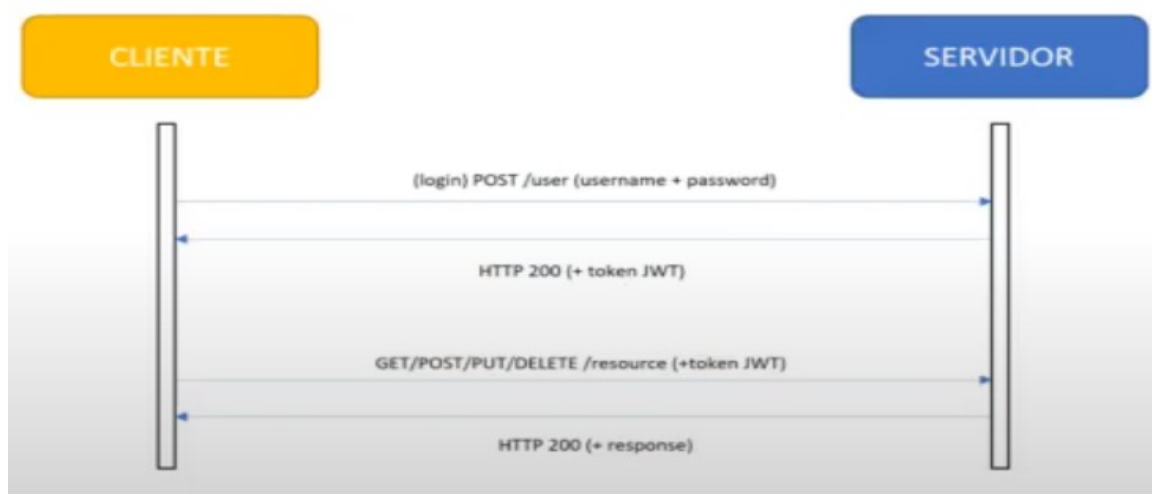 CLIENTE
SERVIDOR
(login) POST /user (username + password)
HTTP 200 (+ token JWT)
GET/POST/PUT/DELETE /resource (+token JWT)
HTTP 200 (+ response)